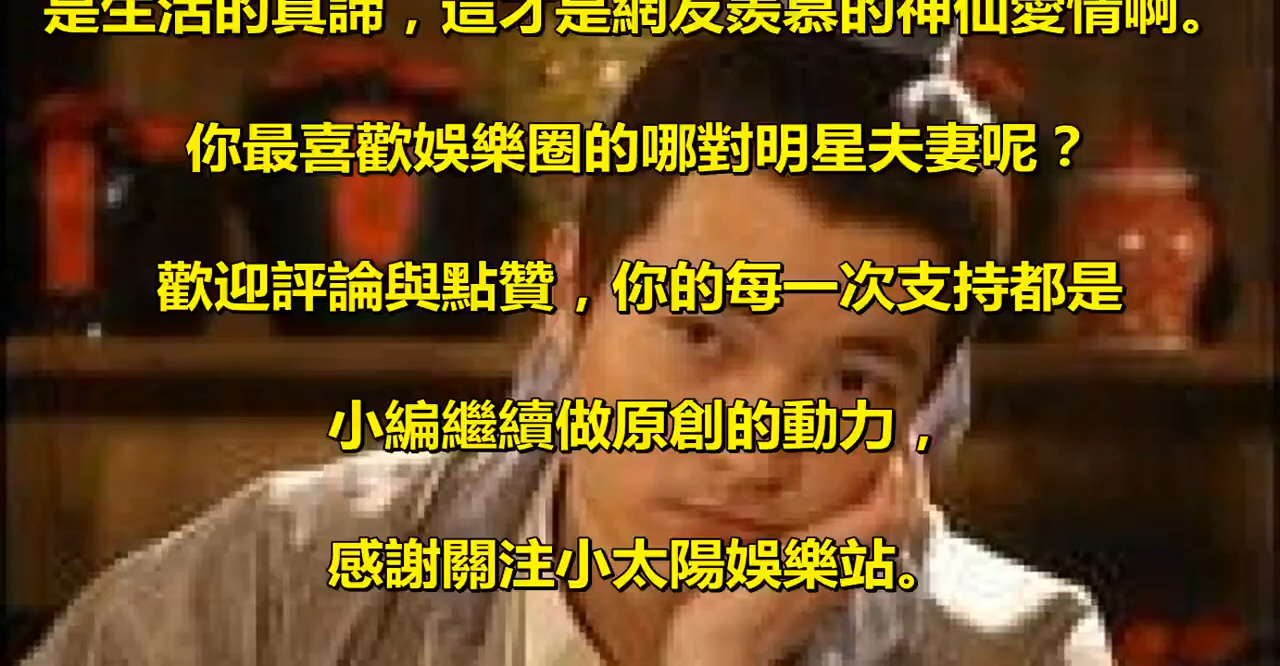 是生活的真諦，這才是網友羨慕的神仙愛情啊。
你最喜歡娛樂圈的哪對明星夫妻呢？
歡迎評論與點贊，你的每一次支持都是
小編繼續做原創的動力，
感謝關注小太陽娛樂站。